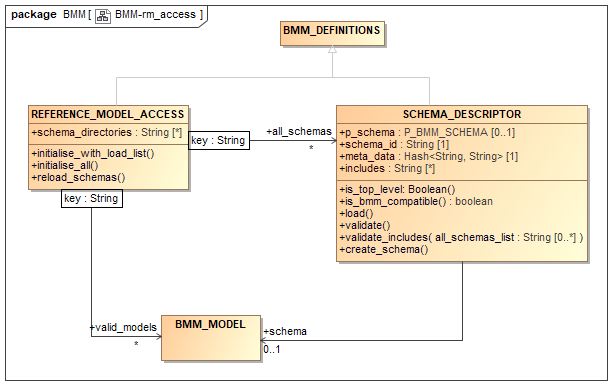 package BMM [ BMM-rm_access ]
BMM_DEFINITIONS
REFERENCE_MODEL_ACCESS
+schema_directories : String [*]
+initialise_with_load_list()
+initialise_all()
+reload_schemas()
key : String
+all_schemas
*
SCHEMA_DESCRIPTOR
+p_schema : P_BMM_SCHEMA [0..1]
+schema_id : String [1]
+meta_data : Hash<String, String> [1]
+includes : String [*]
+is_top_level: Boolean()
+is_bmm_compatible() : boolean
+load()
+validate()
+validate_includes( all_schemas_list : String [0..*] )
+create_schema()
key : String
+valid_models
*
BMM_MODEL
+schema
0..1